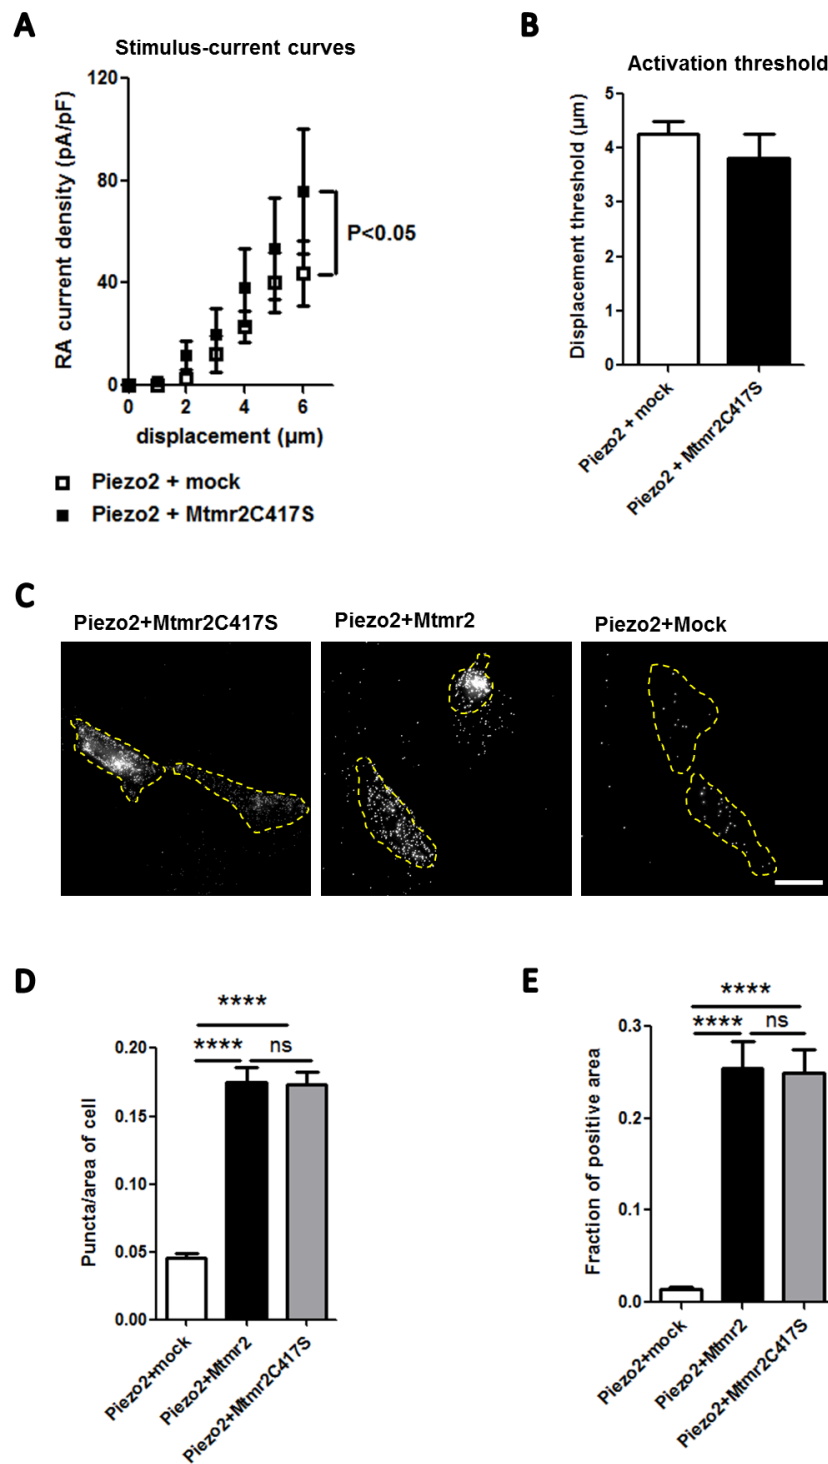 A
Stimulus-current curves
RA current density (pA/pF)
120
80
40
0
0 2 4 6
displacement (µm)
P<0.05
Piezo2 + mock
Piezo2 + Mtmr2C417S
B
Activation threshold
Displacement threshold (µm)
5
4
3
2
1
0
Piezo2 + mock
Piezo2 + Mtmr2C417S
C
Piezo2+Mtmr2C417S
Piezo2+Mtmr2
Piezo2+Mock
D
****
**** ns
Puncta/area of cell
0.20
0.15
0.10
0.05
0.00
Piezo2+mock
Piezo2+Mtmr2
Piezo2+Mtmr2C417S
E
****
**** ns
Fraction of positive area
0.3
0.2
0.1
0.0
Piezo2+mock
Piezo2+Mtmr2
Piezo2+Mtmr2C417S